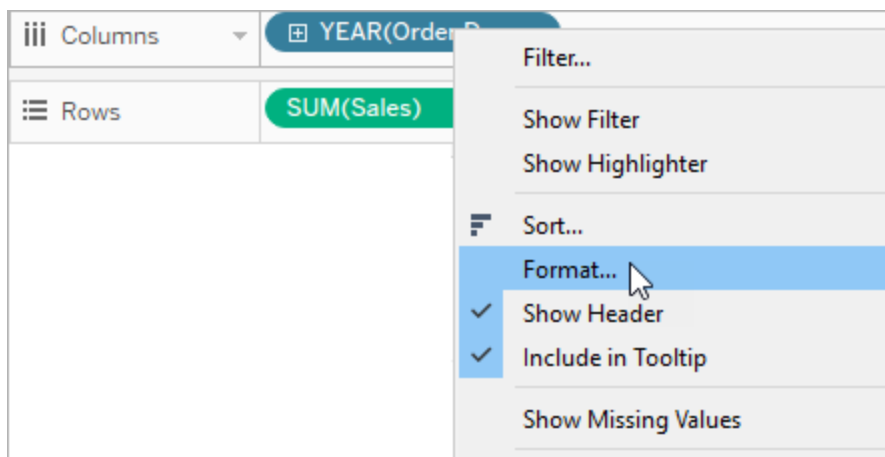 Columns
YEAR(Order
Rows
SUM(Sales)
Filter...
Show Filter
Show Highlighter
Sort...
Format...
Show Header
Include in Tooltip
Show Missing Values